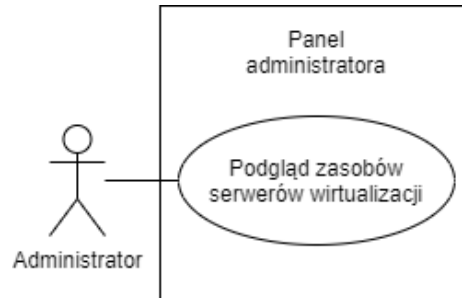 Panel
administratora
Podgląd zasobów
serwerów wirtualizacji
Administrator